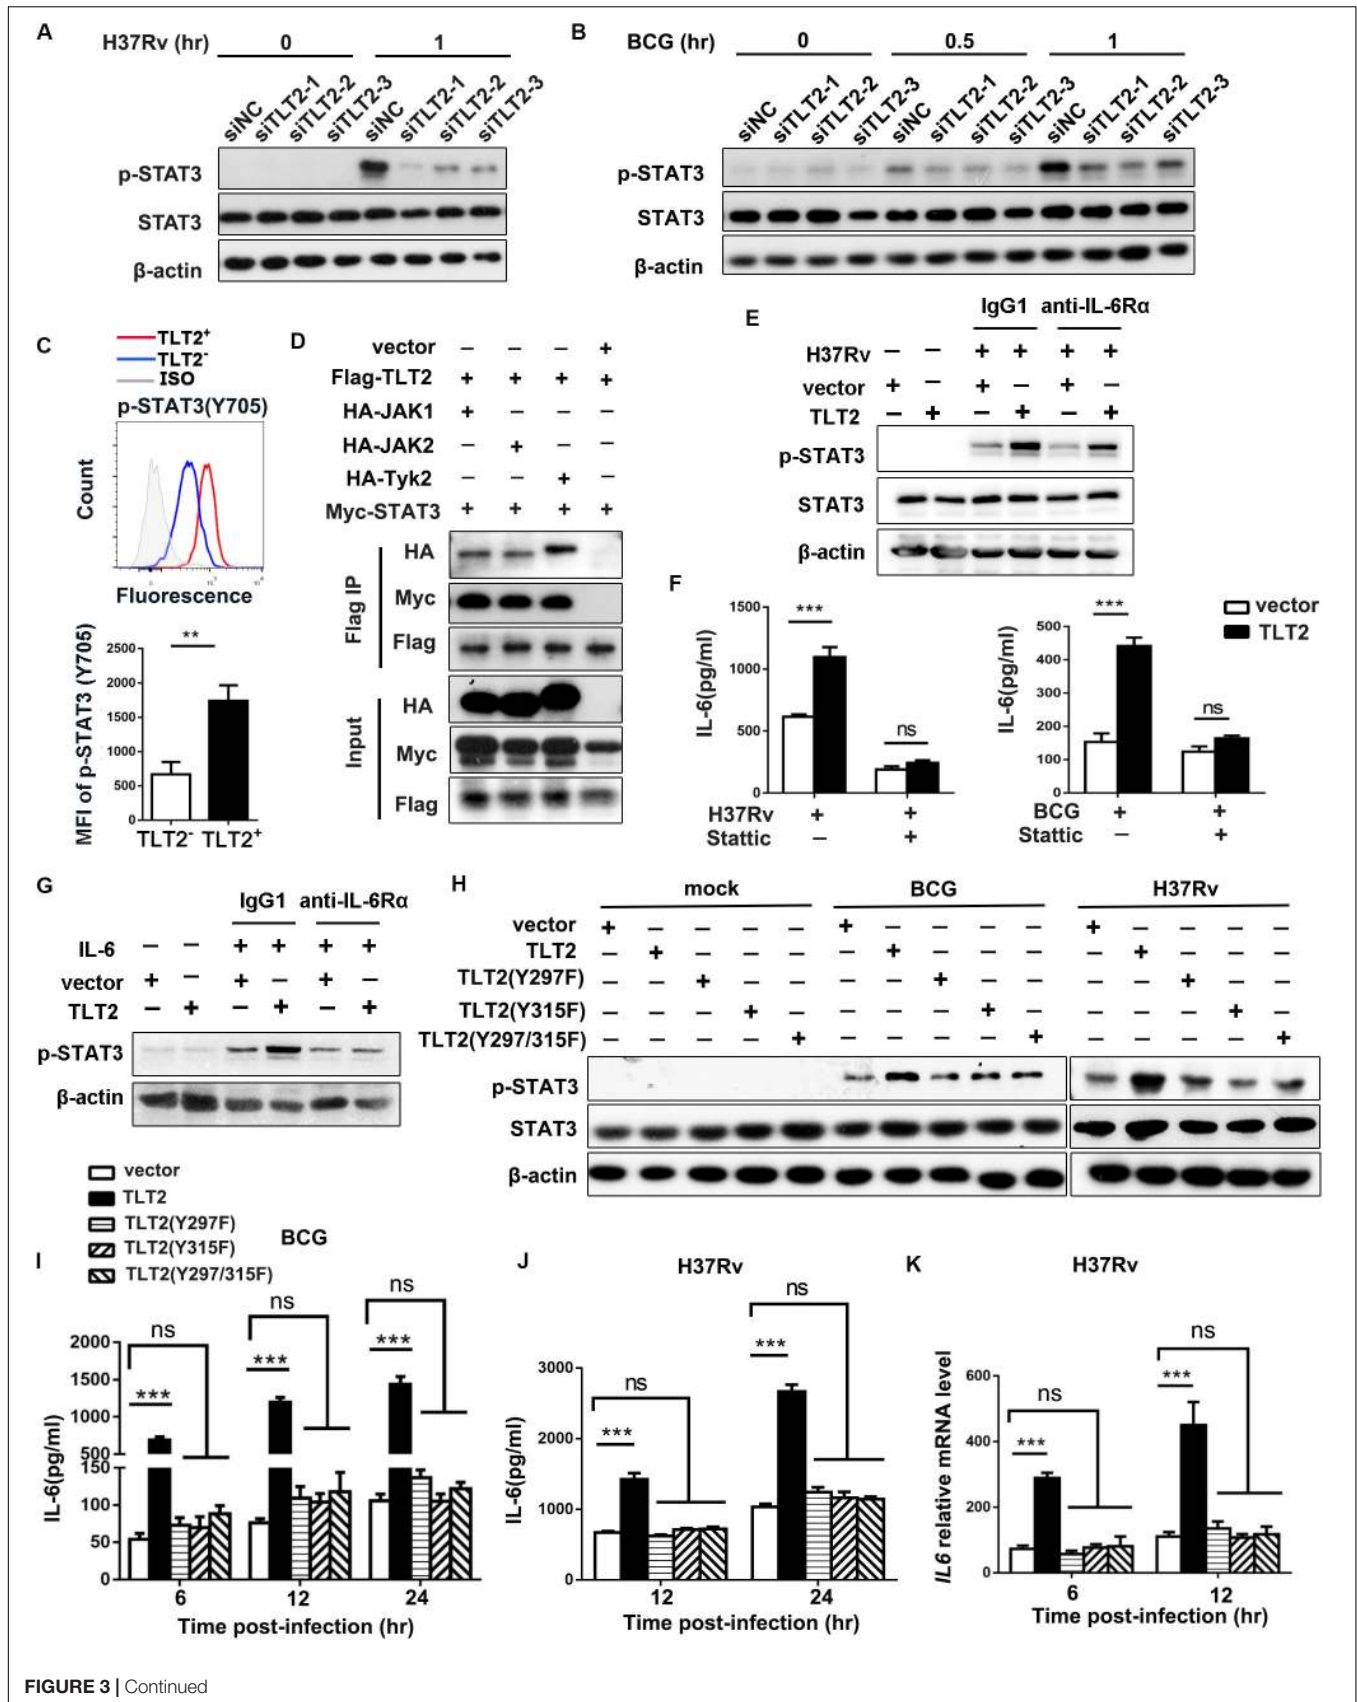 A
H37Rv (hr) 0 1
siNC siTLT2-1 siTLT2-2 siTLT2-3 siNC siTLT2-1 siTLT2-2 siTLT2-3
p-STAT3
STAT3
β-actin
B
BCG (hr) 0 0.5 1
siNC siTLT2-1 siTLT2-2 siTLT2-3 siNC siTLT2-1 siTLT2-2 siTLT2-3 siNC siTLT2-1 siTLT2-2 siTLT2-3
p-STAT3
STAT3
β-actin
C
TLT2⁺
TLT2⁻
ISO
p-STAT3(Y705)
Count
Fluorescence
MFI of p-STAT3 (Y705)
2500
2000
1500
1000
500
0
**
TLT2⁻ TLT2⁺
D
vector − − − +
Flag-TLT2 + + + +
HA-JAK1 + − − −
HA-JAK2 − + − −
HA-Tyk2 − − + −
Myc-STAT3 + + + +
Flag IP
HA
Myc
Flag
Input
HA
Myc
Flag
E
IgG1 anti-IL-6Rα
H37Rv − − + + + +
vector + − + − + −
TLT2 − + − + − +
p-STAT3
STAT3
β-actin
F
IL-6(pg/ml)
1500
1000
500
0
*** ns
H37Rv + +
Stattic − +
IL-6(pg/ml)
500
400
300
200
100
0
*** ns
BCG + +
Stattic − +
vector
TLT2
G
IgG1 anti-IL-6Rα
IL-6 − − + + + +
vector + − + − + −
TLT2 − + − + − +
p-STAT3
β-actin
H
mock BCG H37Rv
vector + − − − − + − − − − + − − − −
TLT2 − + − − − − + − − − − + − − −
TLT2(Y297F) − − + − − − − + − − − − + − −
TLT2(Y315F) − − − + − − − − + − − − − + −
TLT2(Y297/315F) − − − − + − − − − + − − − − +
p-STAT3
STAT3
β-actin
vector
TLT2
TLT2(Y297F)
TLT2(Y315F)
TLT2(Y297/315F)
I
BCG
IL-6(pg/ml)
2000
1500
1000
500
150
100
50
0
ns ns ns
*** *** ***
6 12 24
Time post-infection (hr)
J
H37Rv
IL-6(pg/ml)
3000
2000
1000
0
ns ns
*** ***
12 24
Time post-infection (hr)
K
H37Rv
IL6 relative mRNA level
600
400
200
0
ns ns
*** ***
6 12
Time post-infection (hr)
FIGURE 3 | Continued